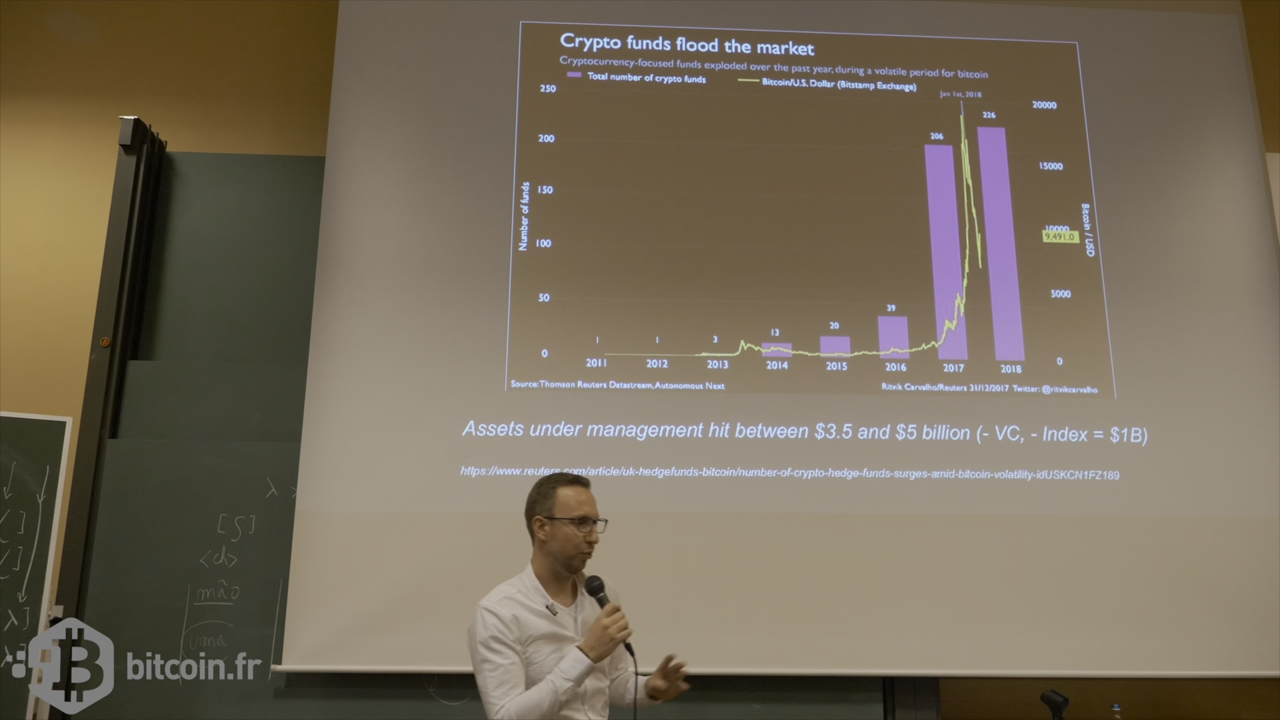 Crypto funds flood the market
Cryptocurrency-focused funds exploded over the past year, during a volatile period for bitcoin
Total number of crypto funds
Bitcoin/U.S. Dollar (Bitstamp Exchange)
Jan 1st, 2018
250
200
150
100
50
0
Number of funds
20000
15000
10000
9,491.0
5000
0
Bitcoin / USD
1
1
3
13
20
39
206
226
2011
2012
2013
2014
2015
2016
2017
2018
Source: Thomson Reuters Datastream, Autonomous Next
Ritvik Carvalho/Reuters 21/12/2017 Twitter: @ritvikcarvalho
Assets under management hit between $3.5 and $5 billion (- VC, - Index = $1B)
https://www.reuters.com/article/uk-hedgefunds-bitcoin/number-of-crypto-hedge-funds-surges-amid-bitcoin-volatility-idUSKCN1FZ189
λ >
[ʃ]
<ch>
mão
uma
λ]
bitcoin.fr